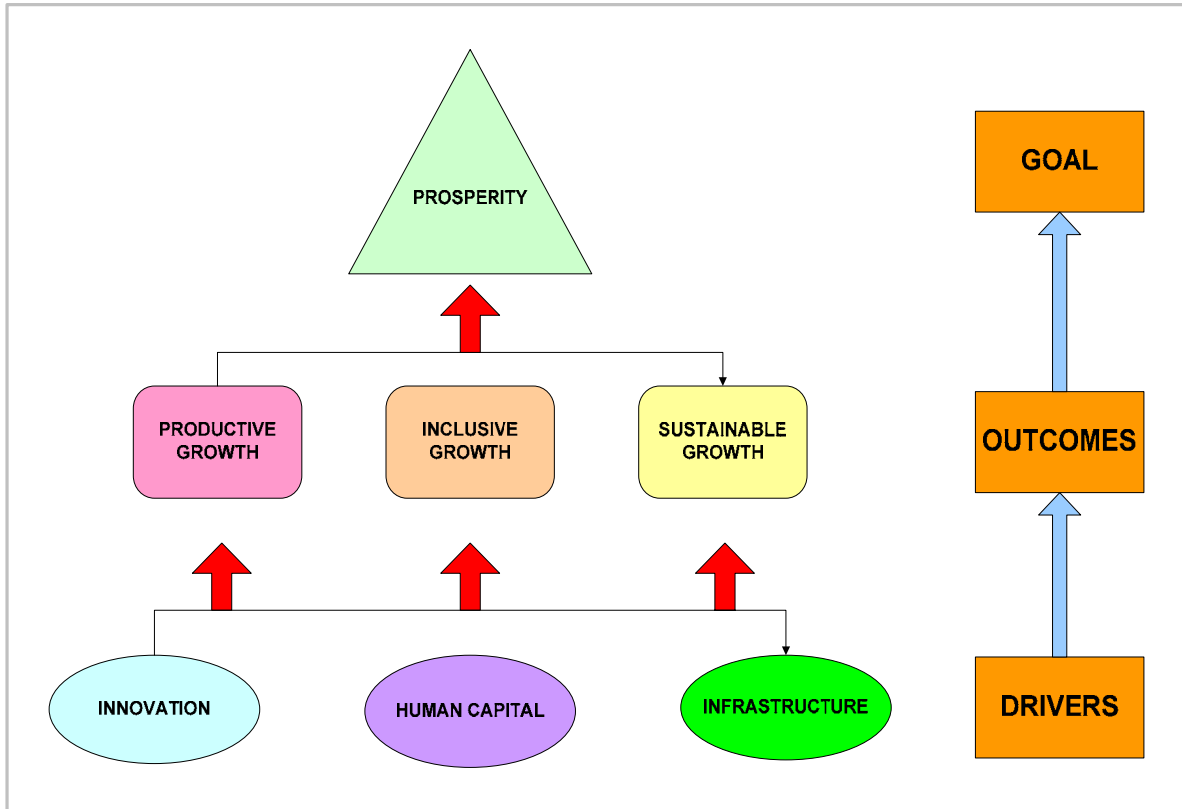 PROSPERITY
GOAL
PRODUCTIVE
GROWTH
INCLUSIVE
GROWTH
SUSTAINABLE
GROWTH
OUTCOMES
INNOVATION
HUMAN CAPITAL
INFRASTRUCTURE
DRIVERS